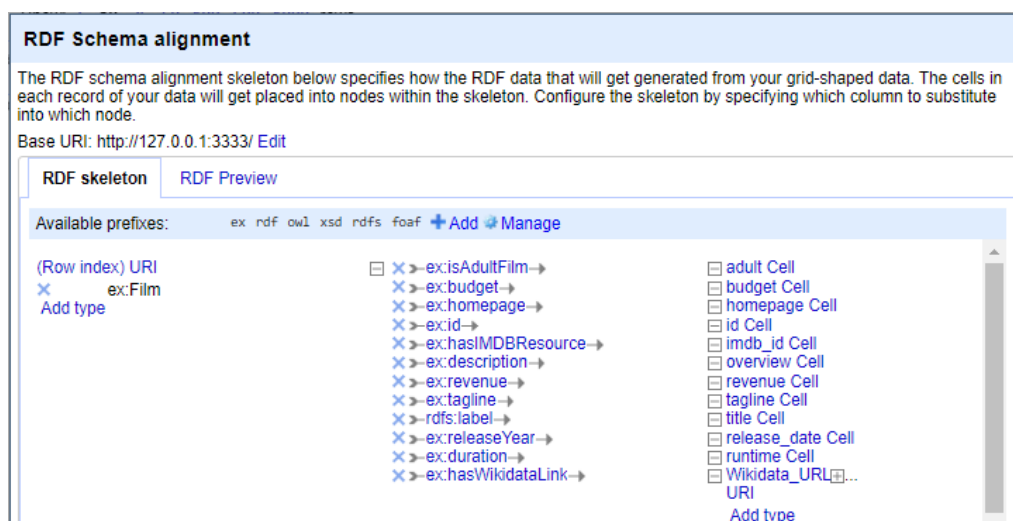 RDF Schema alignment
The RDF schema alignment skeleton below specifies how the RDF data that will get generated from your grid-shaped data. The cells in
each record of your data will get placed into nodes within the skeleton. Configure the skeleton by specifying which column to substitute
into which node.
Base URI: http://127.0.0.1:3333/ Edit
RDF skeleton RDF Preview
Available prefixes: ex rdf owl xsd rdfs foaf Add Manage
(Row index) URI ex:isAdultFilm adult Cell
ex:Film ex:budget budget Cell
Add type ex:homepage homepage Cell
ex:id id Cell
ex:hasIMDBResource imdb_id Cell
ex:description overview Cell
ex:revenue revenue Cell
ex:tagline tagline Cell
rdfs:label title Cell
ex:releaseYear release_date Cell
ex:duration runtime Cell
ex:hasWikidataLink Wikidata_URL...
URI
Add type